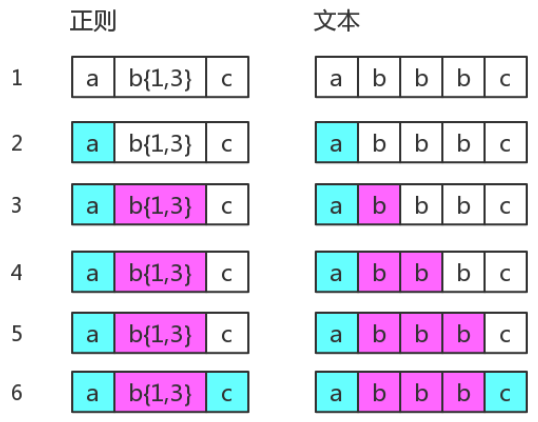 正则 文本
1 a b{1,3} c a b b b c
2 a b{1,3} c a b b b c
3 a b{1,3} c a b b b c
4 a b{1,3} c a b b b c
5 a b{1,3} c a b b b c
6 a b{1,3} c a b b b c